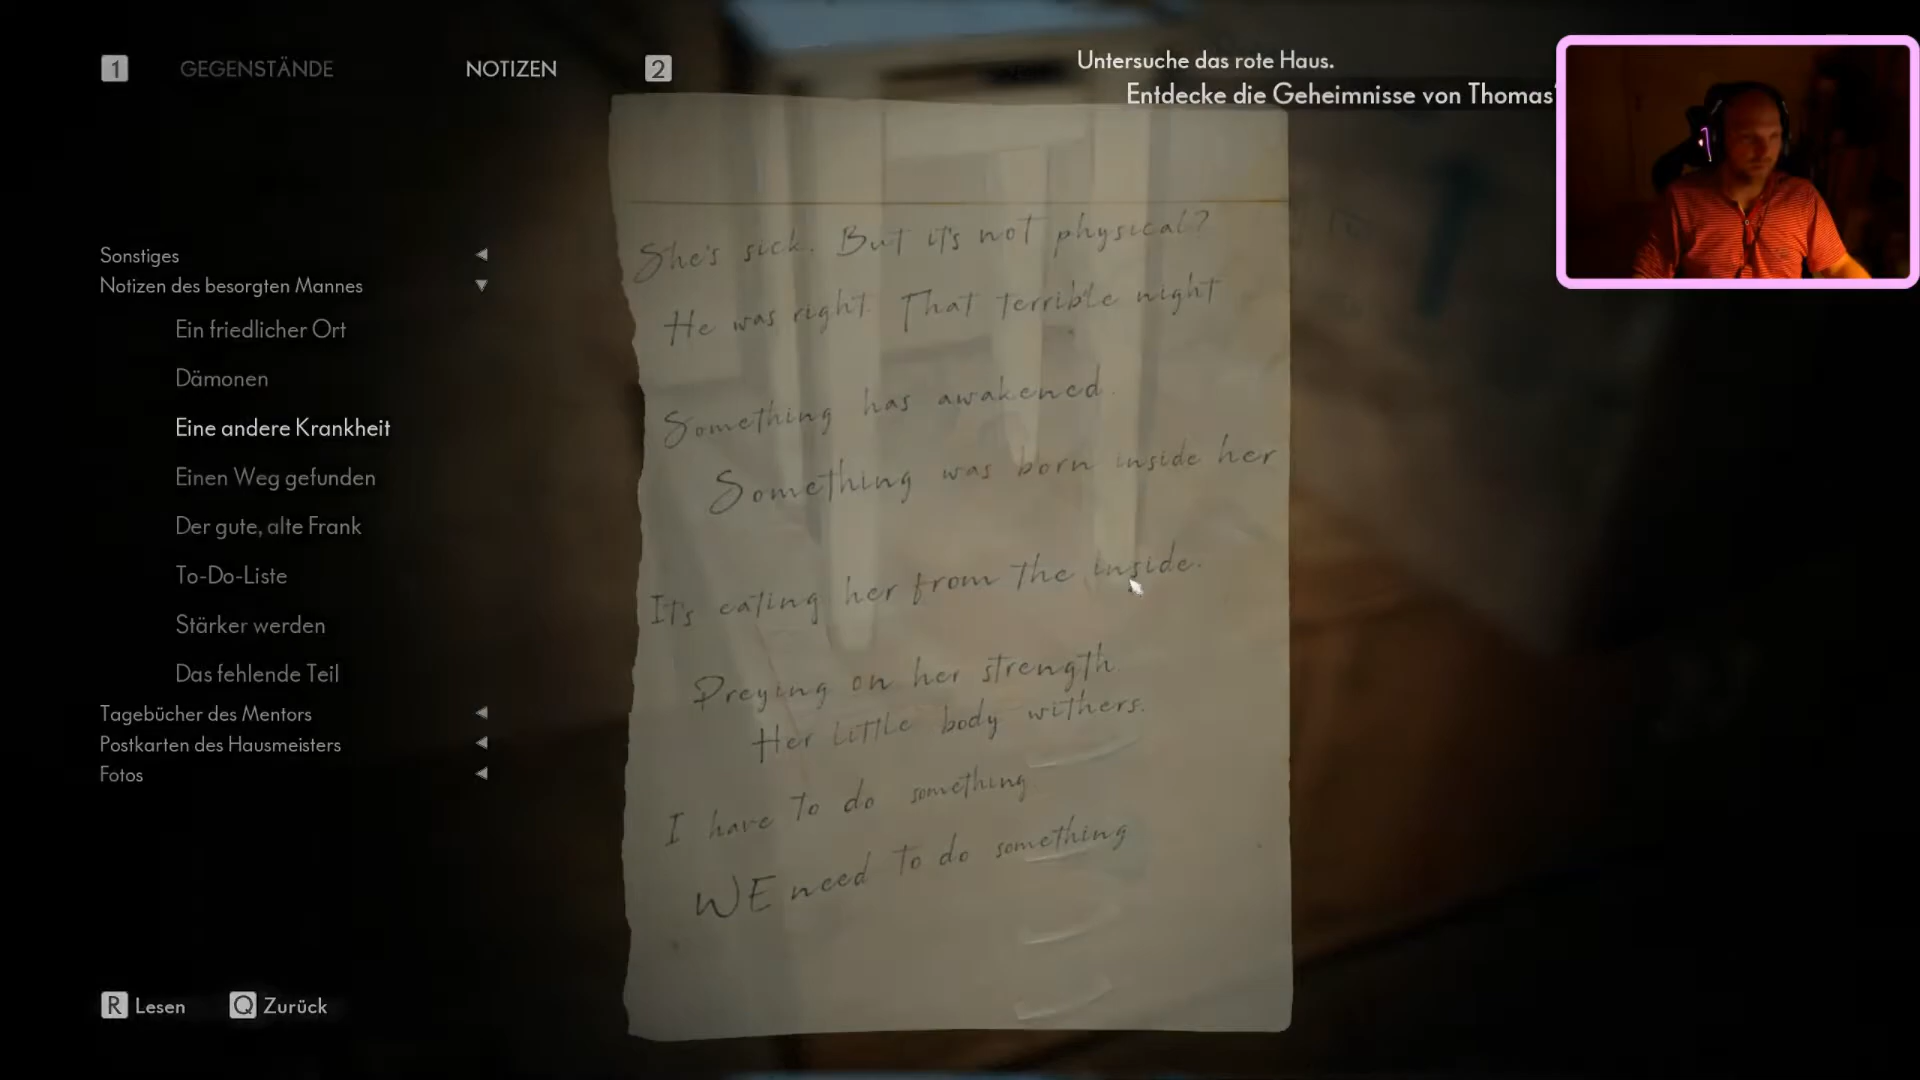 1 GEGENSTÄNDE NOTIZEN 2
Untersuche das rote Haus.
Entdecke die Geheimnisse von Thomas'
Sonstiges
Notizen des besorgten Mannes
Ein friedlicher Ort
Dämonen
Eine andere Krankheit
Einen Weg gefunden
Der gute, alte Frank
To-Do-Liste
Stärker werden
Das fehlende Teil
Tagebücher des Mentors
Postkarten des Hausmeisters
Fotos
She's sick. But it's not physical?
He was right. That terrible night
Something has awakened.
Something was born inside her
It's eating her from the inside.
Preying on her strength
Her little body withers.
I have to do something
WE need to do something
R Lesen Q Zurück